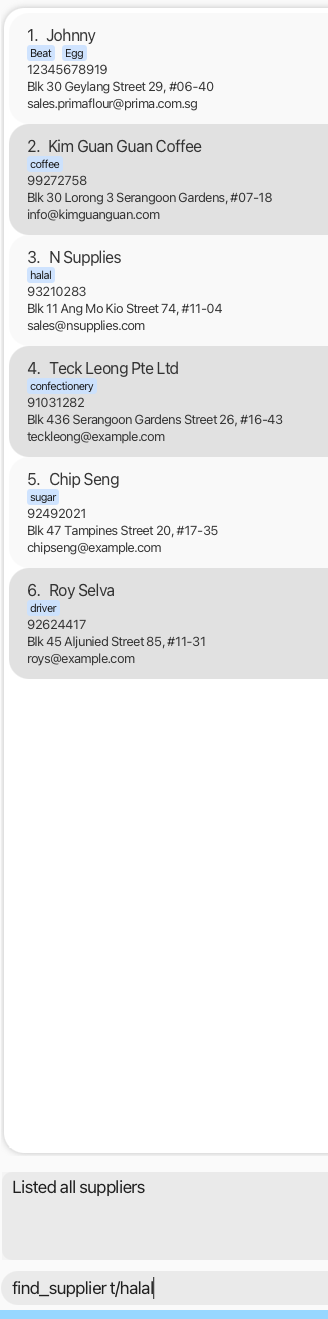 1. Johnny
Beat Egg
12345678919
Blk 30 Geylang Street 29, #06-40
sales.primaflour@prima.com.sg
2. Kim Guan Guan Coffee
coffee
99272758
Blk 30 Lorong 3 Serangoon Gardens, #07-18
info@kimguanguan.com
3. N Supplies
halal
93210283
Blk 11 Ang Mo Kio Street 74, #11-04
sales@nsupplies.com
4. Teck Leong Pte Ltd
confectionery
91031282
Blk 436 Serangoon Gardens Street 26, #16-43
teckleong@example.com
5. Chip Seng
sugar
92492021
Blk 47 Tampines Street 20, #17-35
chipseng@example.com
6. Roy Selva
driver
92624417
Blk 45 Aljunied Street 85, #11-31
roys@example.com
Listed all suppliers
find_supplier t/halal